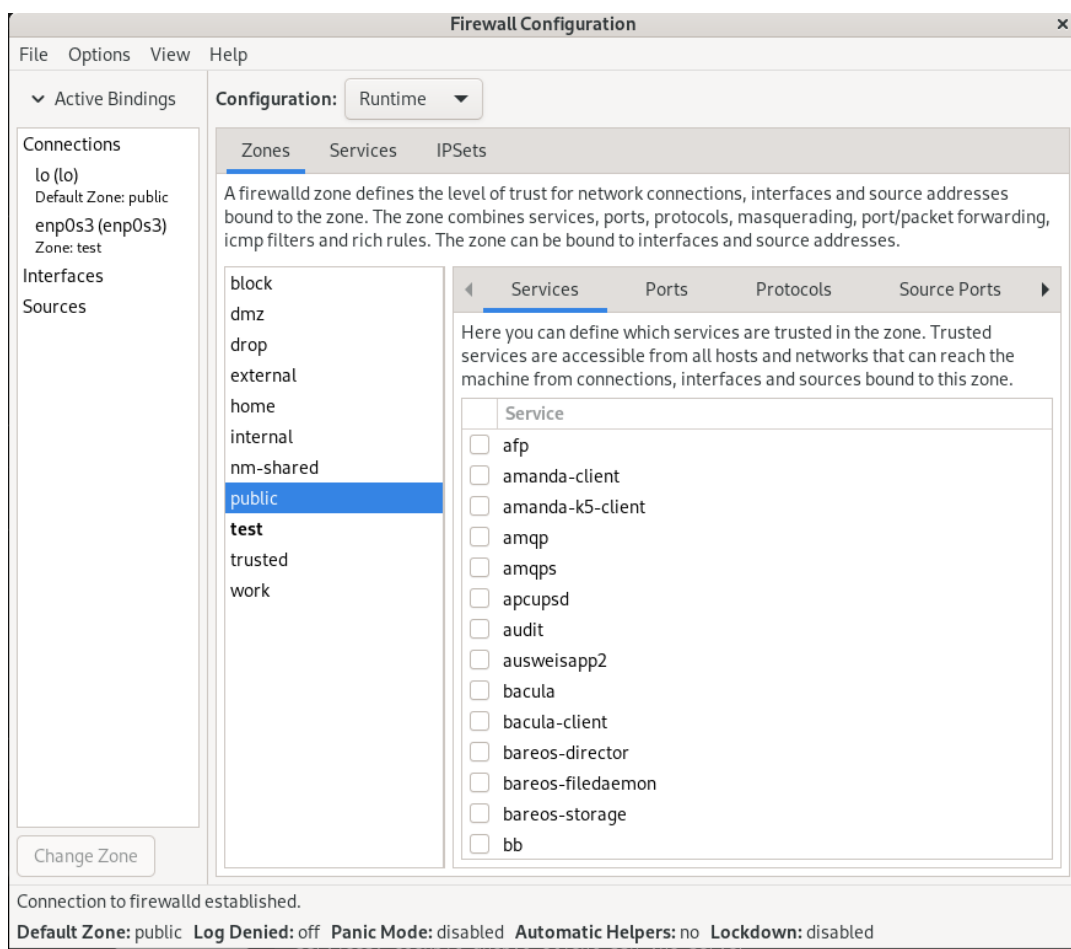 Firewall Configuration
File Options View Help
Active Bindings
Configuration: Runtime
Connections
lo (lo)
Default Zone: public
enp0s3 (enp0s3)
Zone: test
Interfaces
Sources
Change Zone
Zones Services IPSets
A firewalld zone defines the level of trust for network connections, interfaces and source addresses
bound to the zone. The zone combines services, ports, protocols, masquerading, port/packet forwarding,
icmp filters and rich rules. The zone can be bound to interfaces and source addresses.
block
dmz
drop
external
home
internal
nm-shared
public
test
trusted
work
Services Ports Protocols Source Ports
Here you can define which services are trusted in the zone. Trusted
services are accessible from all hosts and networks that can reach the
machine from connections, interfaces and sources bound to this zone.
Service
afp
amanda-client
amanda-k5-client
amqp
amqps
apcupsd
audit
ausweisapp2
bacula
bacula-client
bareos-director
bareos-filedaemon
bareos-storage
bb
Connection to firewalld established.
Default Zone: public Log Denied: off Panic Mode: disabled Automatic Helpers: no Lockdown: disabled